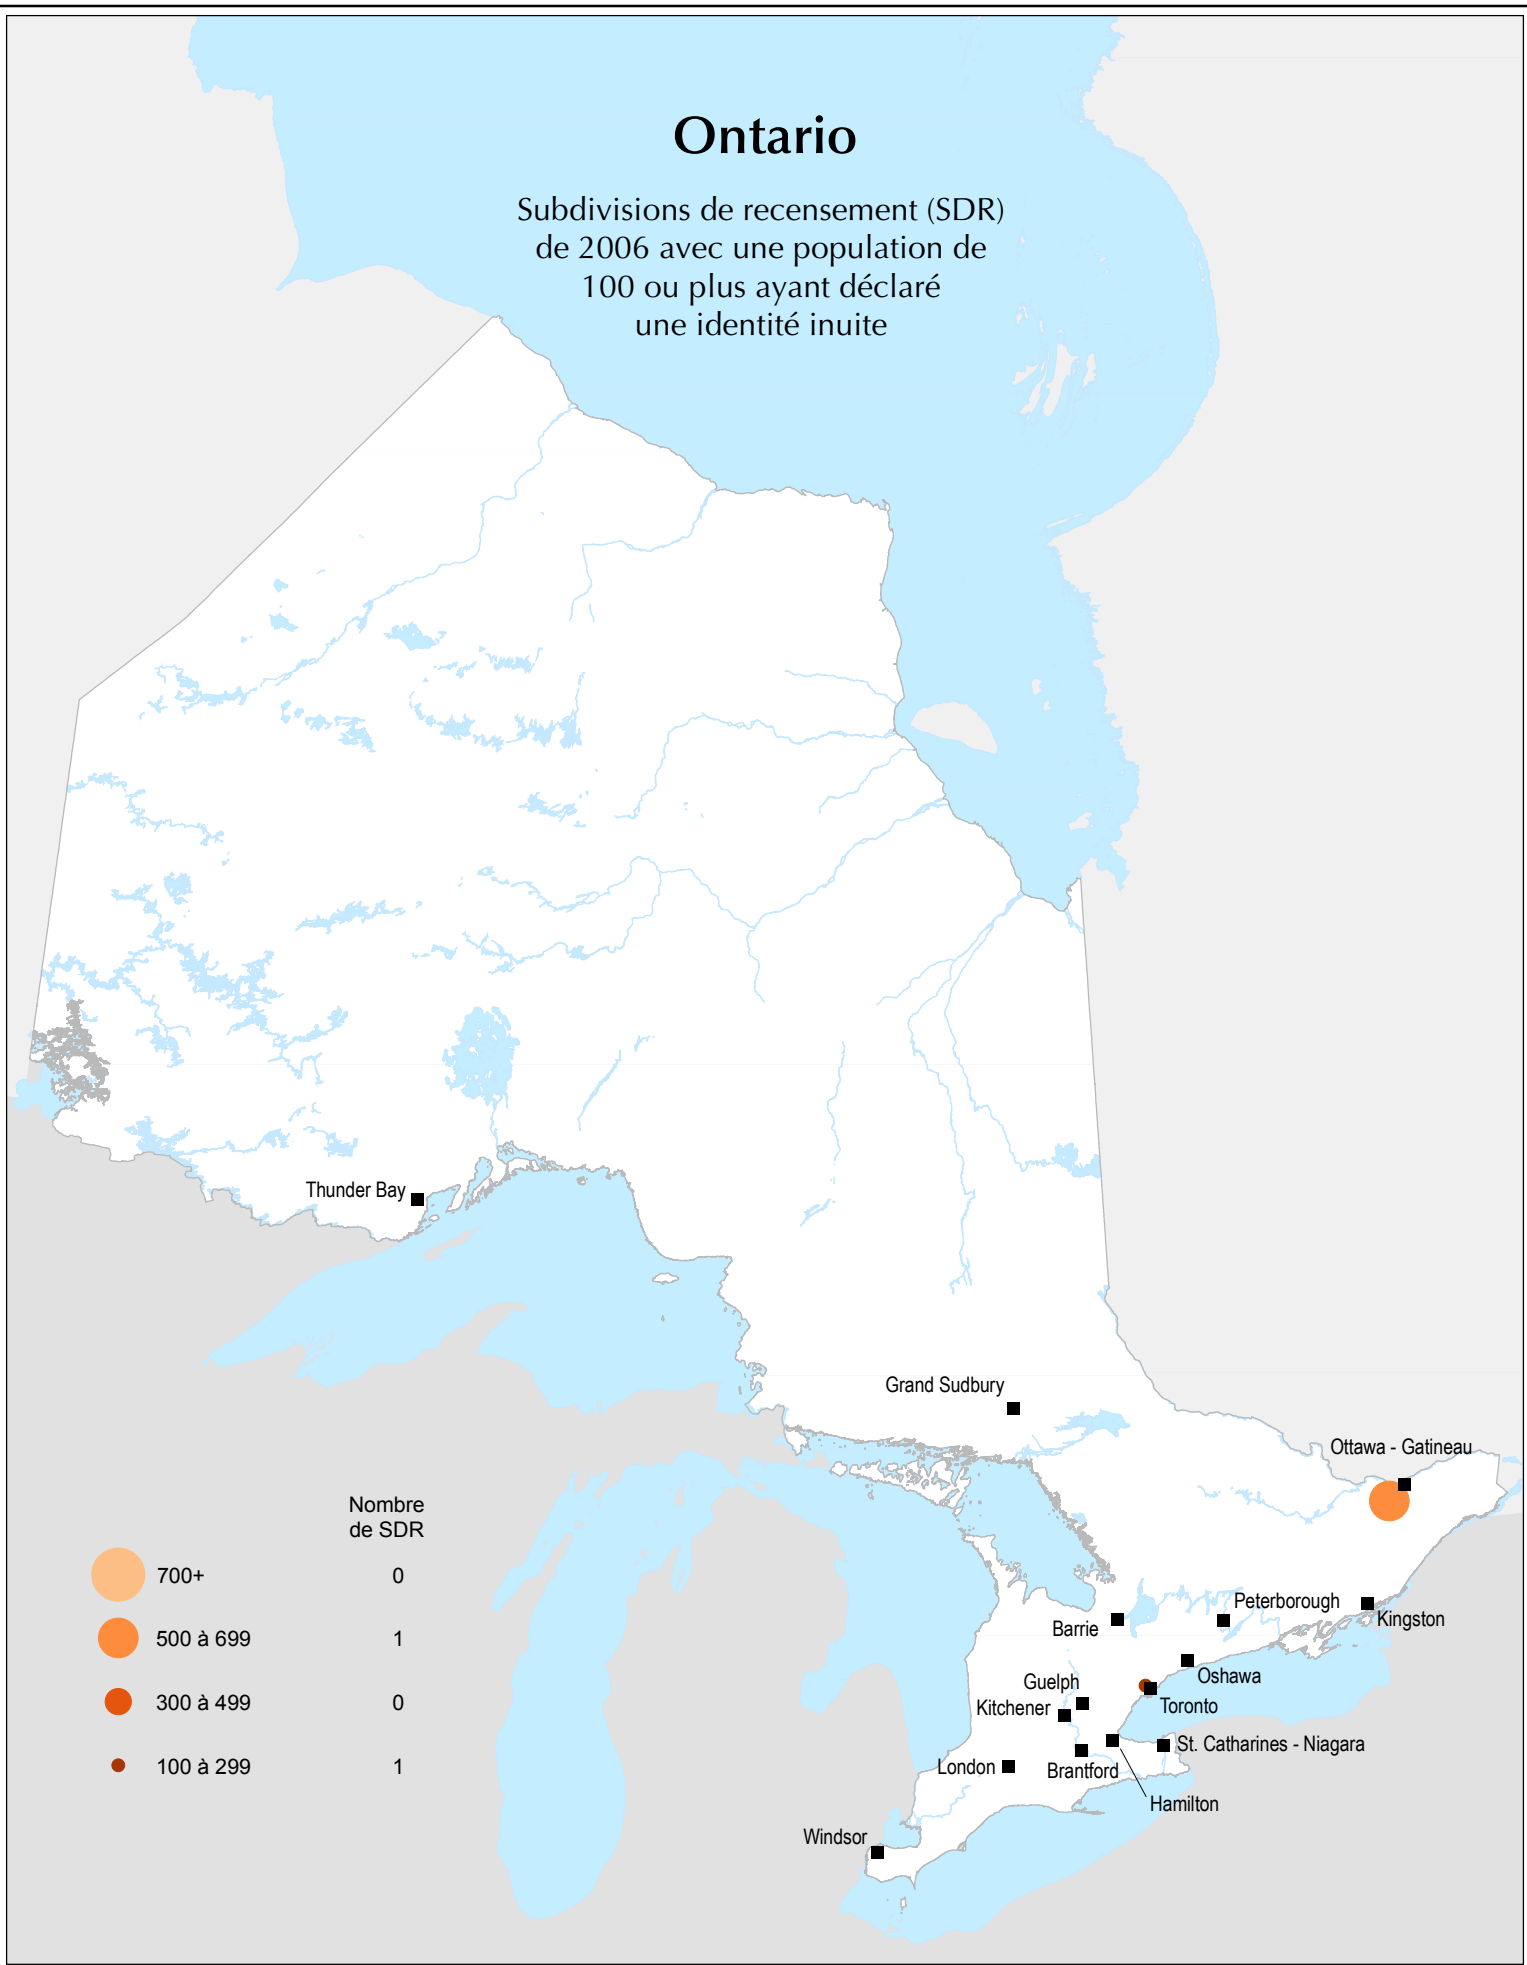 Ontario
Subdivisions de recensement (SDR)
de 2006 avec une population de
100 ou plus ayant déclaré
une identité inuite
Thunder Bay
Grand Sudbury
Ottawa - Gatineau
Nombre
de SDR
700+ 0
500 à 699 1
300 à 499 0
100 à 299 1
Peterborough
Kingston
Barrie
Oshawa
Guelph
Toronto
Kitchener
St. Catharines - Niagara
London
Brantford
Hamilton
Windsor